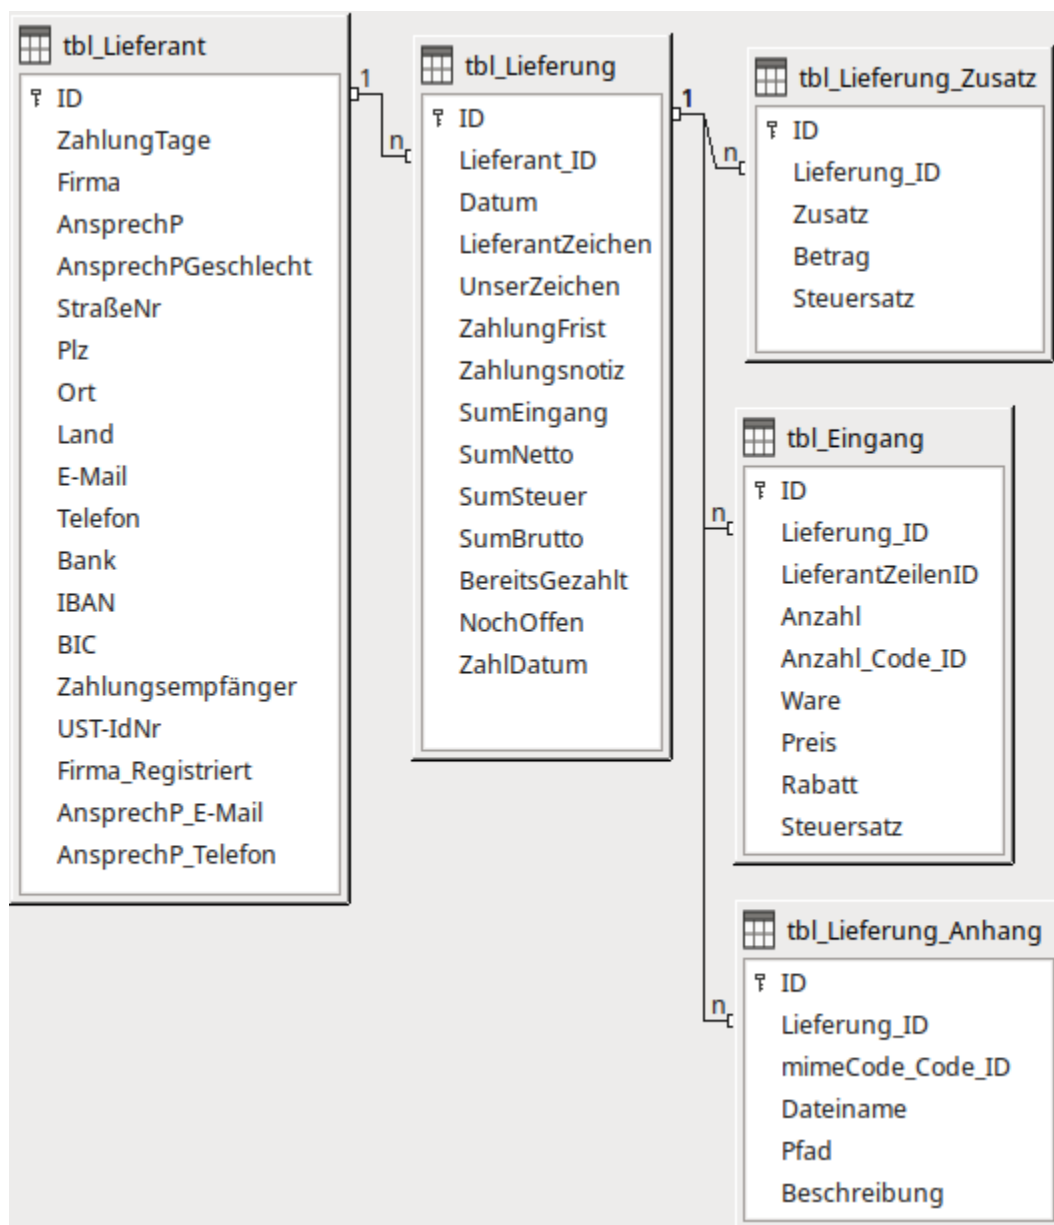 tbl_Lieferant
ID
ZahlungTage
Firma
AnsprechP
AnsprechPGeschlecht
StraßeNr
Plz
Ort
Land
E-Mail
Telefon
Bank
IBAN
BIC
Zahlungsempfänger
UST-IdNr
Firma_Registriert
AnsprechP_E-Mail
AnsprechP_Telefon
1
n
tbl_Lieferung
ID
Lieferant_ID
Datum
LieferantZeichen
UnserZeichen
ZahlungFrist
Zahlungsnotiz
SumEingang
SumNetto
SumSteuer
SumBrutto
BereitsGezahlt
NochOffen
ZahlDatum
1
n
tbl_Lieferung_Zusatz
ID
Lieferung_ID
Zusatz
Betrag
Steuersatz
n
tbl_Eingang
ID
Lieferung_ID
LieferantZeilenID
Anzahl
Anzahl_Code_ID
Ware
Preis
Rabatt
Steuersatz
n
tbl_Lieferung_Anhang
ID
Lieferung_ID
mimeCode_Code_ID
Dateiname
Pfad
Beschreibung